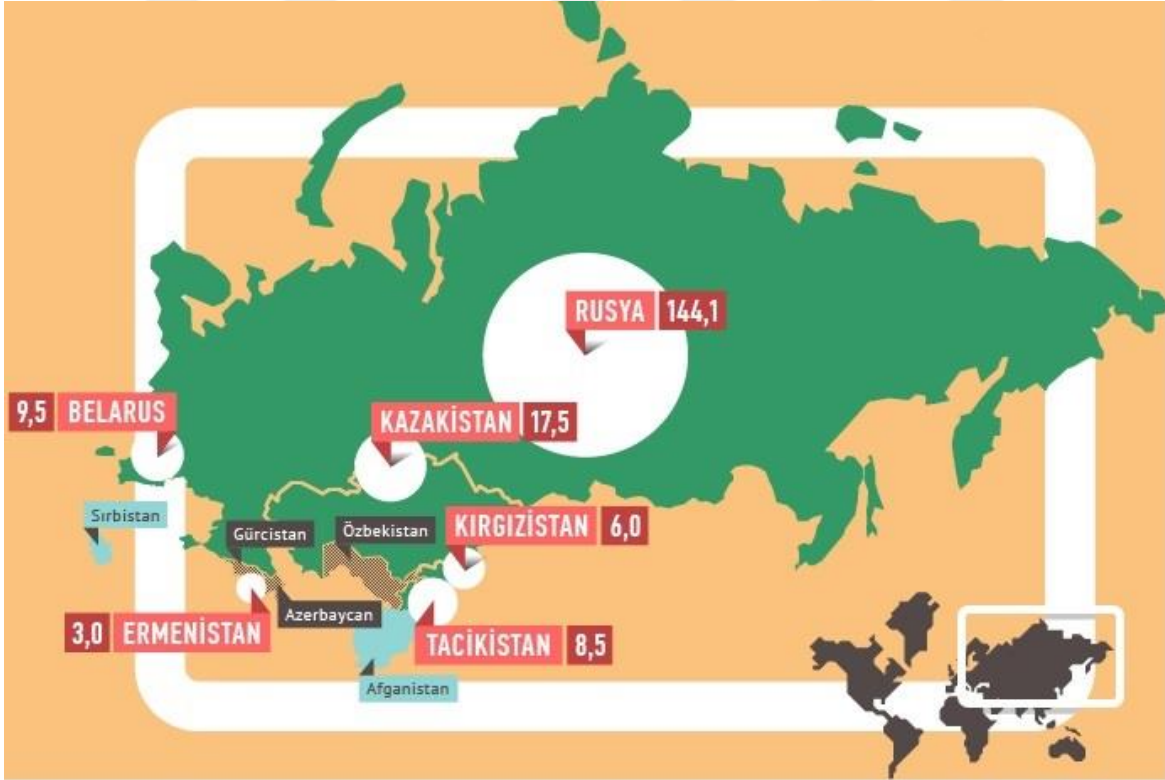 RUSYA 144,1
9,5 BELARUS
KAZAKİSTAN 17,5
Sırbistan
Gürcistan
Özbekistan
KIRGIZİSTAN 6,0
Azerbaycan
3,0 ERMENİSTAN
TACİKİSTAN 8,5
Afganistan